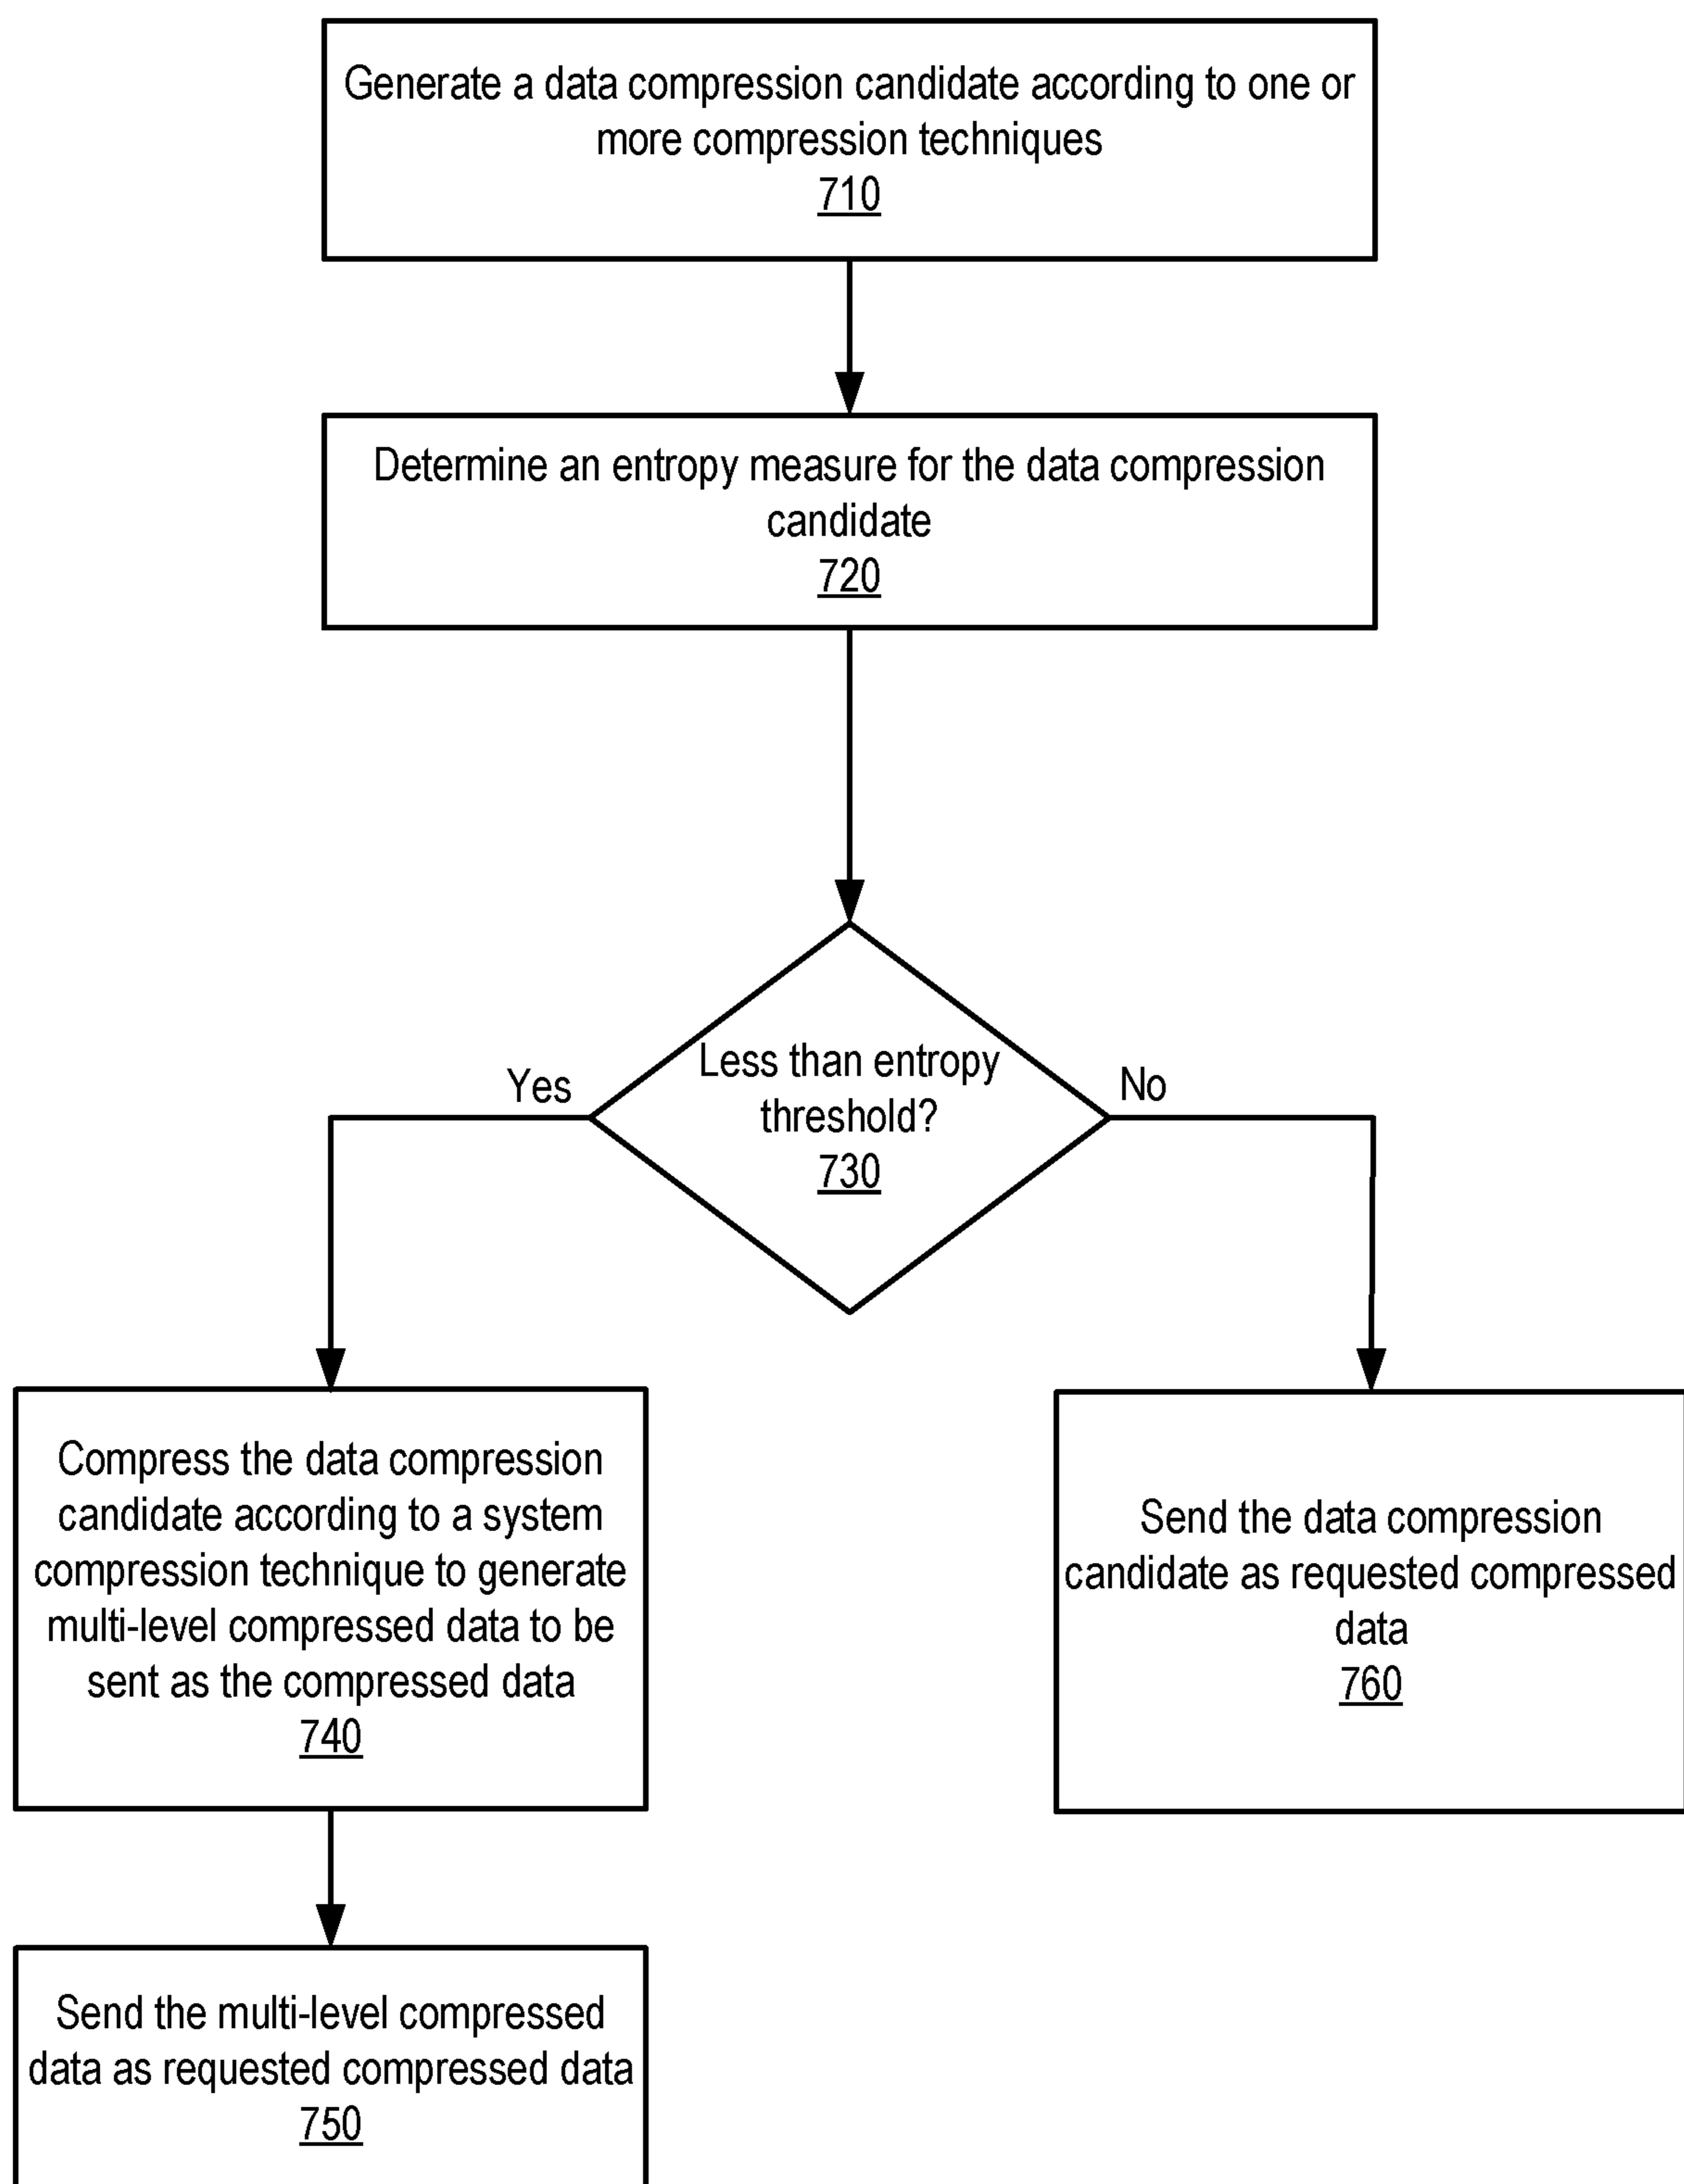 Generate a data compression candidate according to one or
more compression techniques
710
Determine an entropy measure for the data compression
candidate
720
Less than entropy
threshold?
730
Yes
No
Compress the data compression
candidate according to a system
compression technique to generate
multi-level compressed data to be
sent as the compressed data
740
Send the data compression
candidate as requested compressed
data
760
Send the multi-level compressed
data as requested compressed data
750